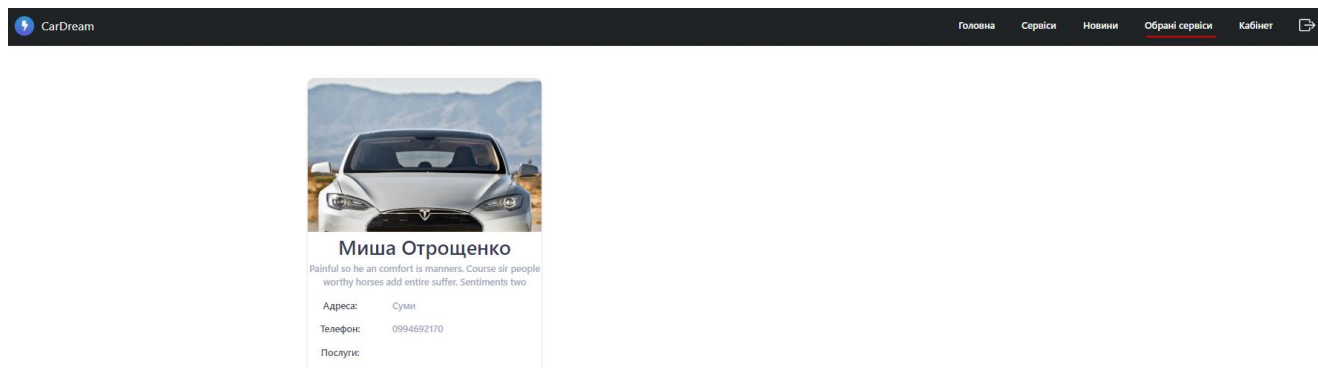 CarDream
Головна Сервіси Новини Обрані сервіси Кабінет
Миша Отрощенко
Painful so he an comfort is manners. Course sir people
worthy horses add entire suffer. Sentiments two
Адреса: Суми
Телефон: 0994692170
Послуги: